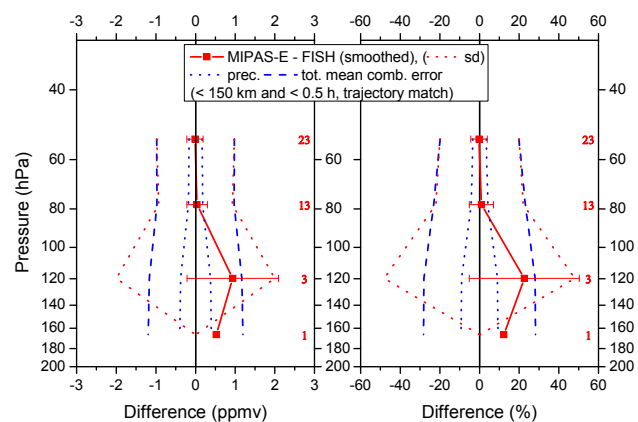 -3 -2 -1 0 1 2 3
-60 -40 -20 0 20 40 60
MIPAS-E - FISH (smoothed), ( sd)
prec. tot. mean comb. error
(< 150 km and < 0.5 h, trajectory match)
Pressure (hPa)
40
60
80
100
120
140
160
180
200
23
13
3
1
40
60
80
100
120
140
160
180
200
23
13
3
1
-3 -2 -1 0 1 2 3
-60 -40 -20 0 20 40 60
Difference (ppmv)
Difference (%)